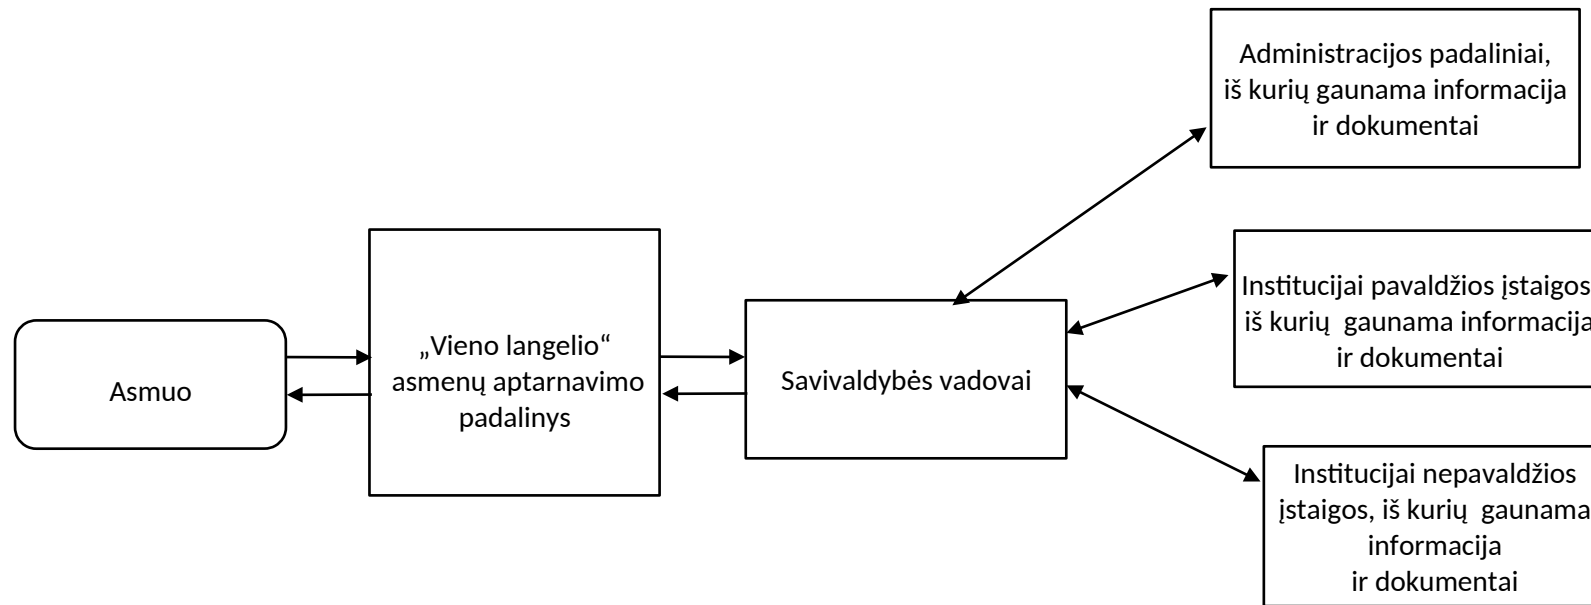 Asmuo
„Vieno langelio“
asmenų aptarnavimo
padalinys
Savivaldybės vadovai
Administracijos padaliniai,
iš kurių gaunama informacija
ir dokumentai
Institucijai pavaldžios įstaigos
iš kurių gaunama informacija
ir dokumentai
Institucijai nepavaldžios
įstaigos, iš kurių gaunama
informacija
ir dokumentai